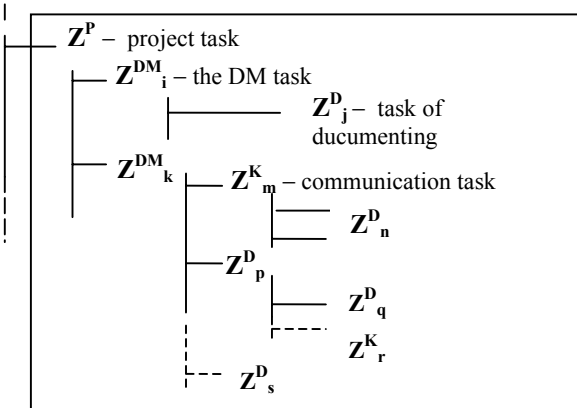 Z^P – project task
Z^DM_i – the DM task
Z^D_j – task of
ducumenting
Z^DM_k
Z^K_m – communication task
Z^D_n
Z^D_p
Z^D_q
Z^K_r
Z^D_s